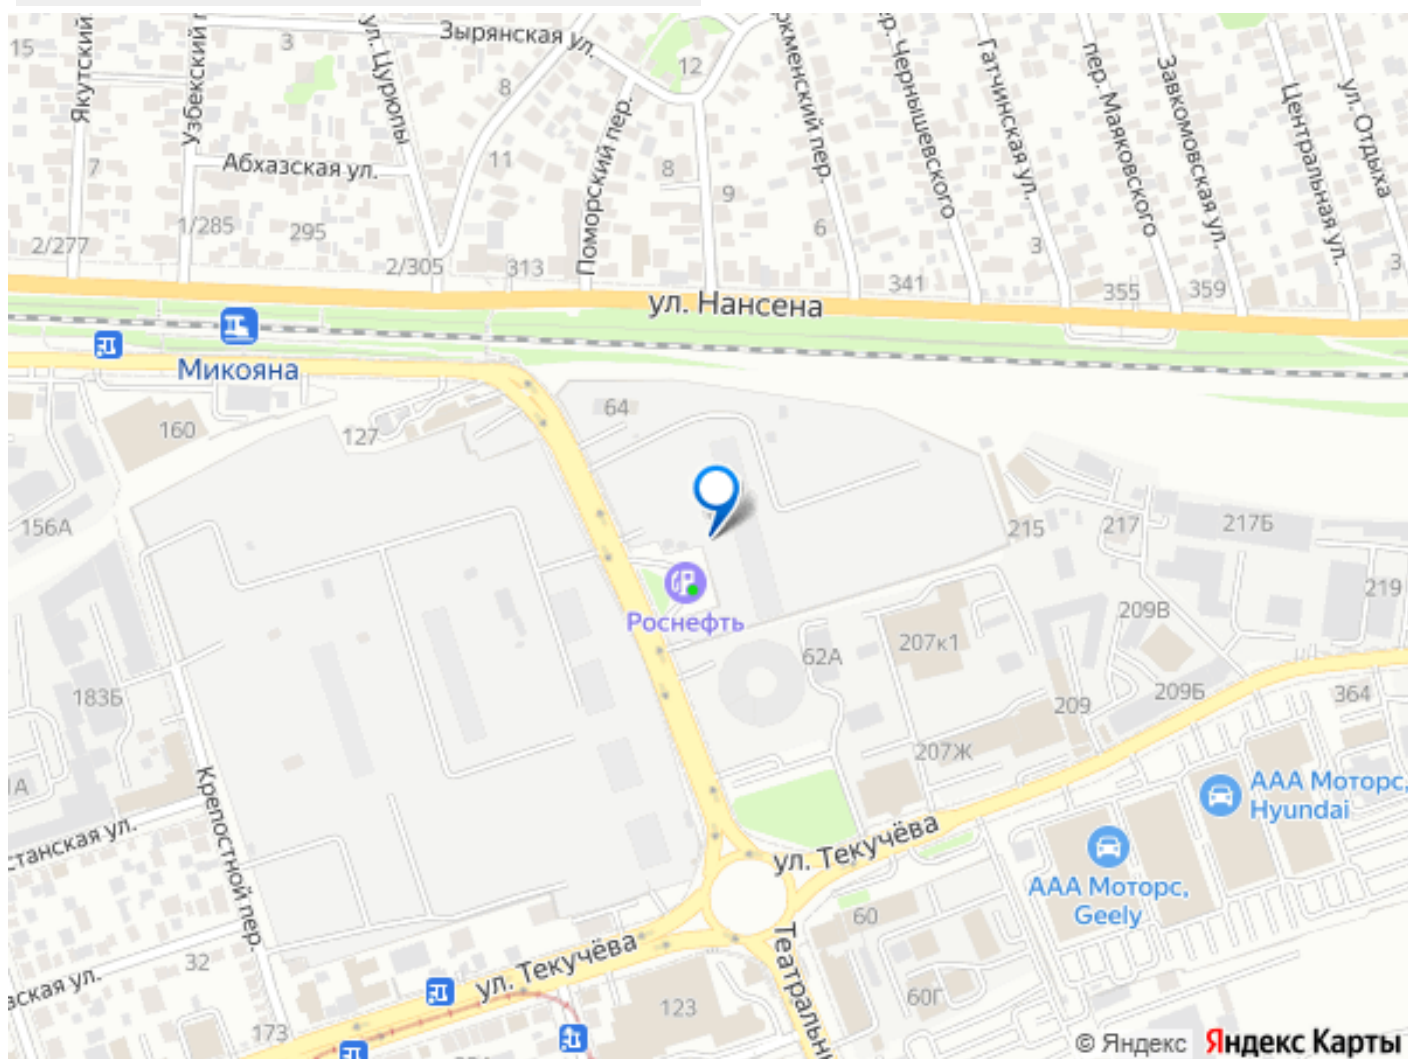 15
Якутский
Узбекский
3
ул. Цурюпы
Зырянская ул.
8
12
пер. Чернышевского
Гатчинская ул.
пер. Маяковского
Завкомовская ул.
Центральная ул.
ул. Отдыха
7
Абхазская ул.
11
Поморский пер.
8
9
6
3
3
1/285
295
2/277
2/305
313
341
355
359
ул. Нансена
Микояна
64
160
127
156А
215
217
217Б
219
Роснефть
62А
207к1
209В
209
209Б
364
183Б
207Ж
1А
Крепостной пер.
ААА Моторс,
Hyundai
ул. Текучёва
ААА Моторс,
Geely
60
32
ул. Текучёва
60Г
123
173
© Яндекс
Яндекс Карты